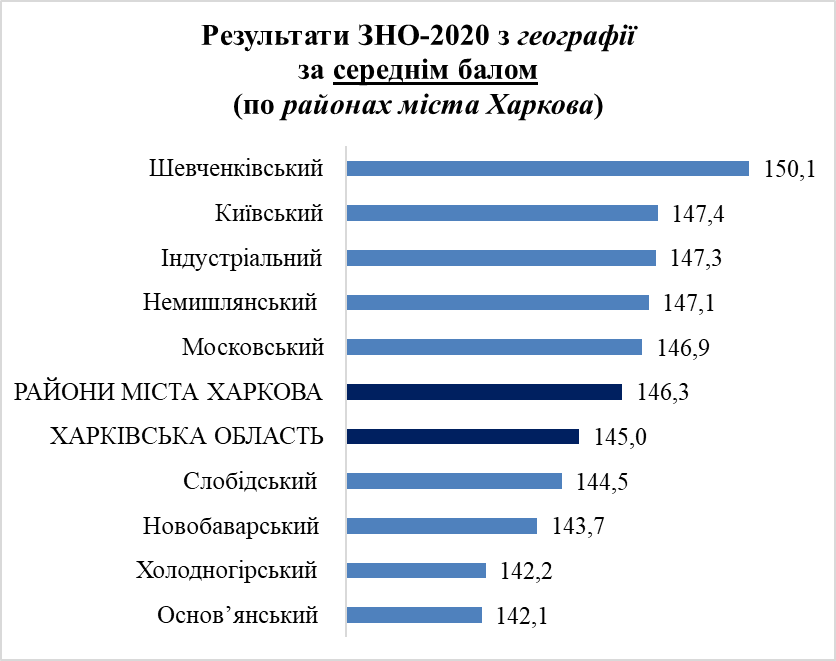 Результати ЗНО-2020 з географії
за середнім балом
(по районах міста Харкова)
Шевченківський 150,1
Київський 147,4
Індустріальний 147,3
Немишлянський 147,1
Московський 146,9
РАЙОНИ МІСТА ХАРКОВА 146,3
ХАРКІВСЬКА ОБЛАСТЬ 145,0
Слобідський 144,5
Новобаварський 143,7
Холодногірський 142,2
Основ’янський 142,1